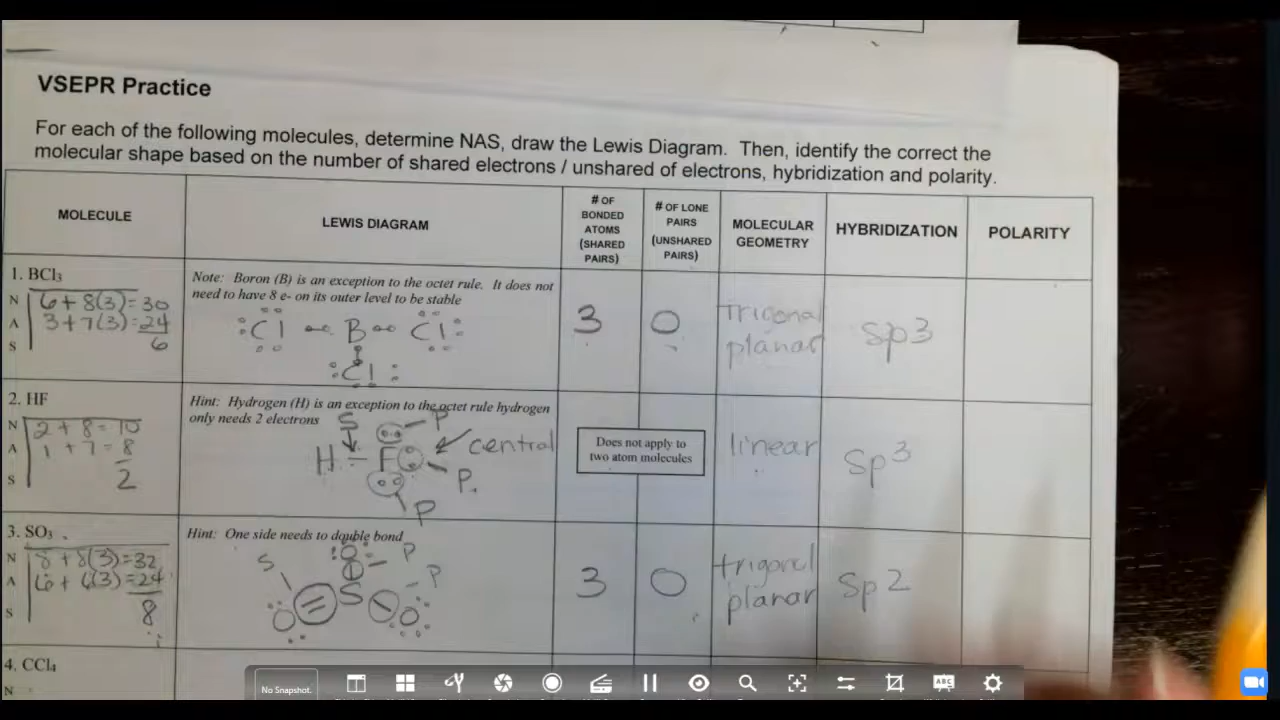 VSEPR Practice
For each of the following molecules, determine NAS, draw the Lewis Diagram. Then, identify the correct the
molecular shape based on the number of shared electrons / unshared of electrons, hybridization and polarity.
MOLECULE
LEWIS DIAGRAM
# OF
BONDED
ATOMS
(SHARED
PAIRS)
# OF LONE
PAIRS
(UNSHARED
PAIRS)
MOLECULAR
GEOMETRY
HYBRIDIZATION
POLARITY
1. BCl₃
N 6 + 8(3) = 30
A 3 + 7(3) = 24
S 6
Note: Boron (B) is an exception to the octet rule. It does not
need to have 8 e- on its outer level to be stable
Cl B Cl
Cl
3
0
trigonal
planar
sp3
2. HF
N 2 + 8 = 10
A 1 + 7 = 8
S 2
Hint: Hydrogen (H) is an exception to the octet rule hydrogen
only needs 2 electrons
S P
H F central
P.
P
Does not apply to
two atom molecules
linear
sp3
3. SO₃
N 8 + 8(3) = 32
A 6 + 6(3) = 24
S 8
Hint: One side needs to double bond
S O P
P
O = S - O
3
0
trigonal
planar
Sp2
4. CCl₄
N
No Snapshot.
ABC